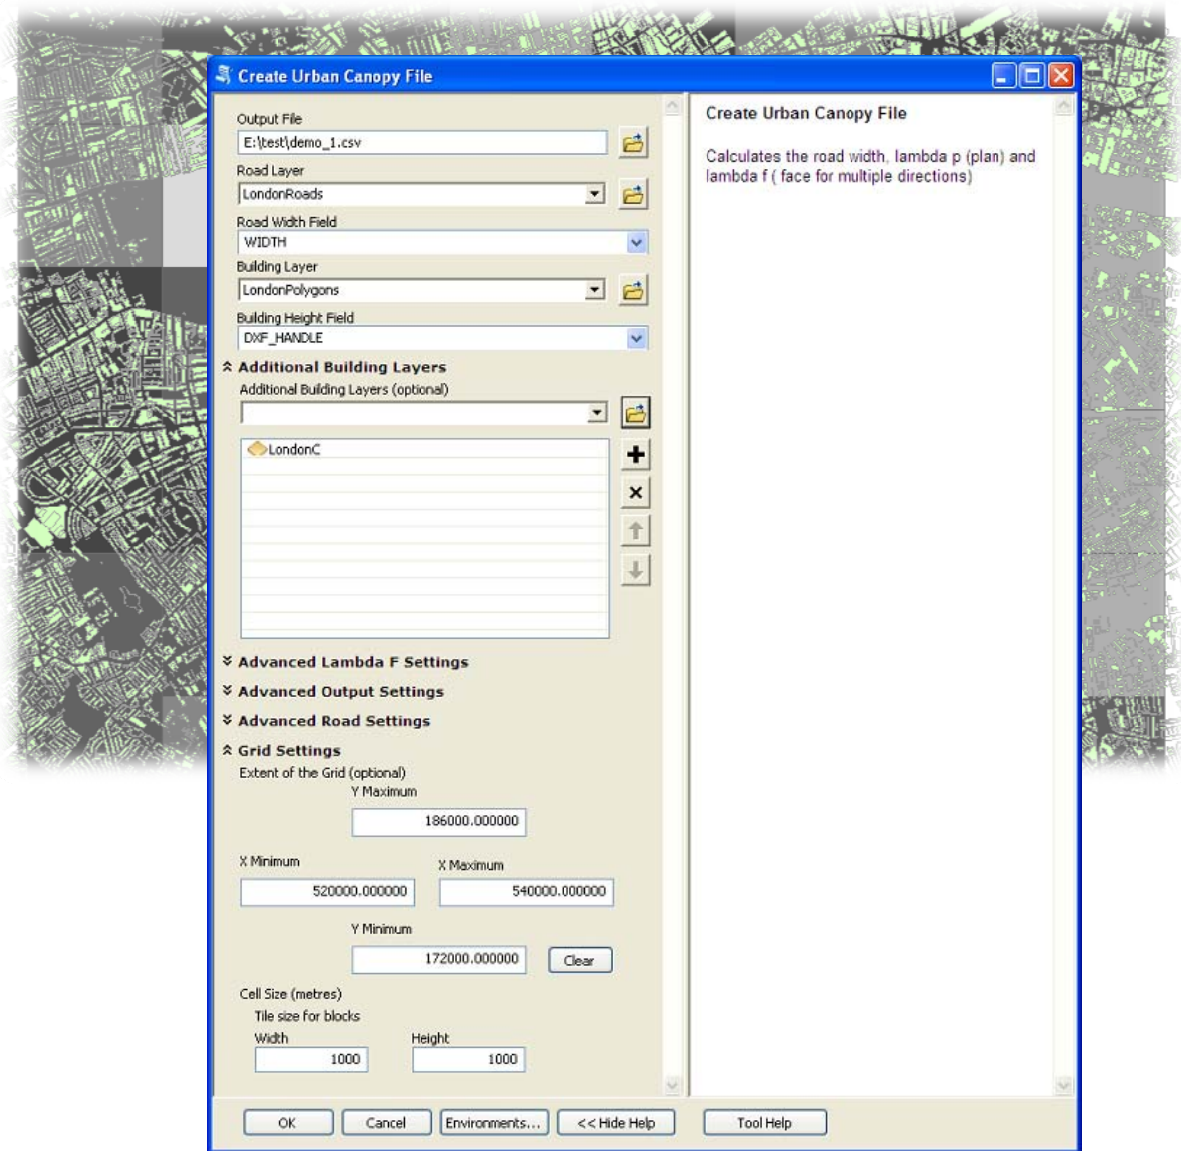 Create Urban Canopy File
Output File
E:\test\demo_1.csv
Road Layer
LondonRoads
Road Width Field
WIDTH
Building Layer
LondonPolygons
Building Height Field
DXF_HANDLE
Additional Building Layers
Additional Building Layers (optional)
LondonC
Advanced Lambda F Settings
Advanced Output Settings
Advanced Road Settings
Grid Settings
Extent of the Grid (optional)
Y Maximum
186000.000000
X Minimum
X Maximum
520000.000000
540000.000000
Y Minimum
172000.000000
Clear
Cell Size (metres)
Tile size for blocks
Width
Height
1000
1000
OK
Cancel
Environments...
<< Hide Help
Tool Help
Create Urban Canopy File
Calculates the road width, lambda p (plan) and
lambda f ( face for multiple directions)